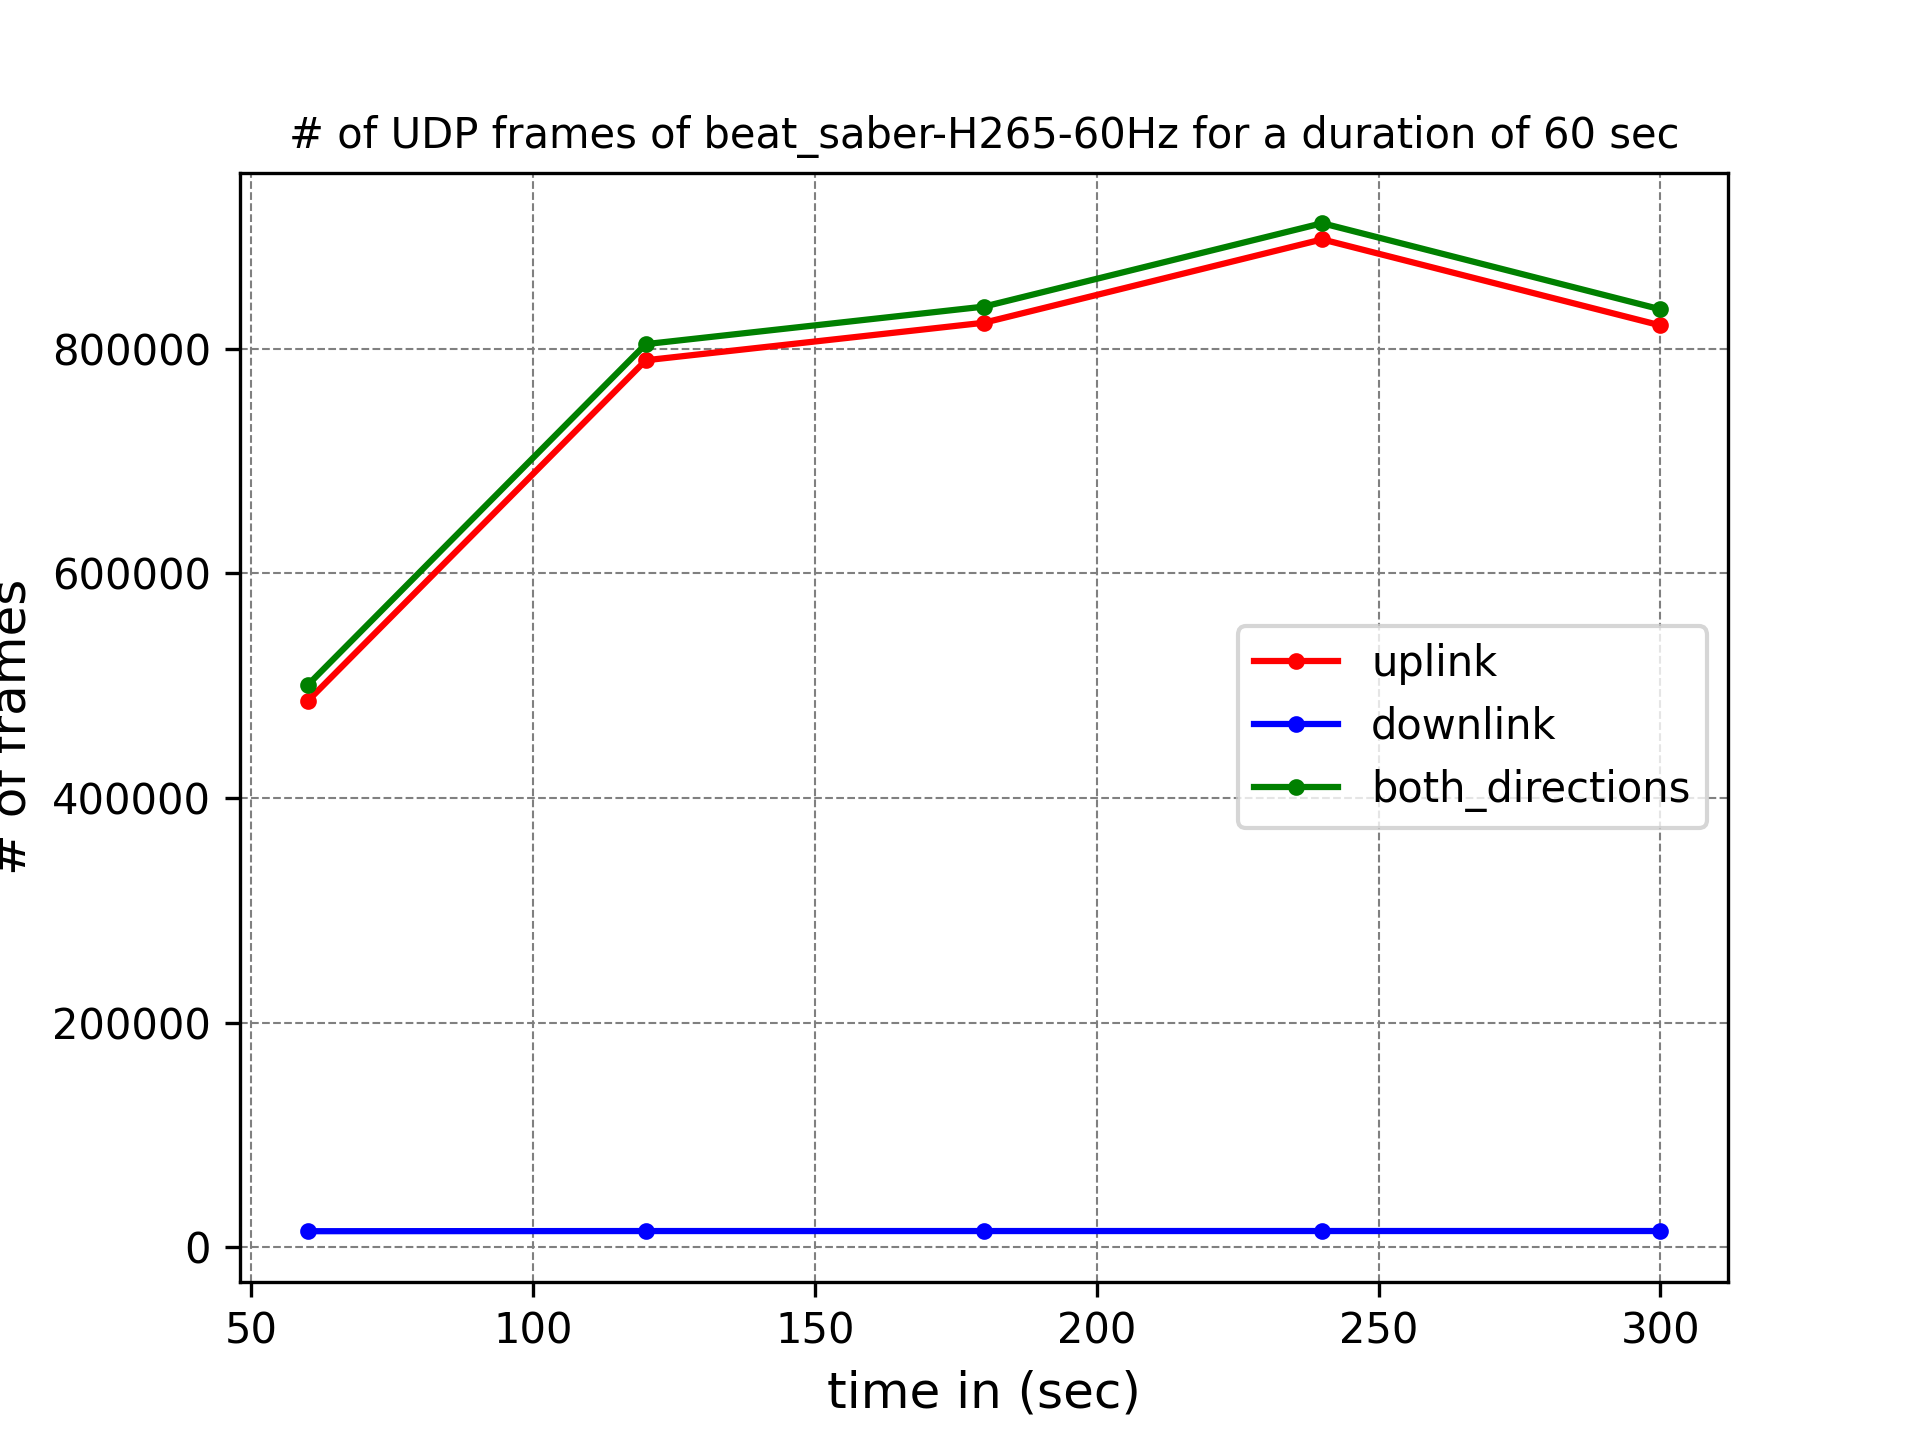 # of UDP frames of beat_saber-H265-60Hz for a duration of 60 sec
800000
600000
400000
200000
0
# of frames
uplink
downlink
both_directions
50 100 150 200 250 300
time in (sec)